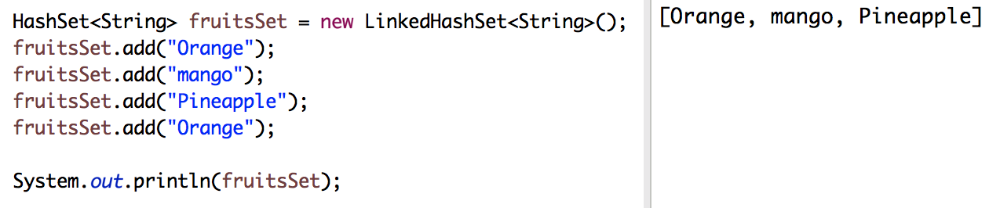 HashSet<String> fruitsSet = new LinkedHashSet<String>();
fruitsSet.add("Orange");
fruitsSet.add("mango");
fruitsSet.add("Pineapple");
fruitsSet.add("Orange");
System.out.println(fruitsSet);
[Orange, mango, Pineapple]